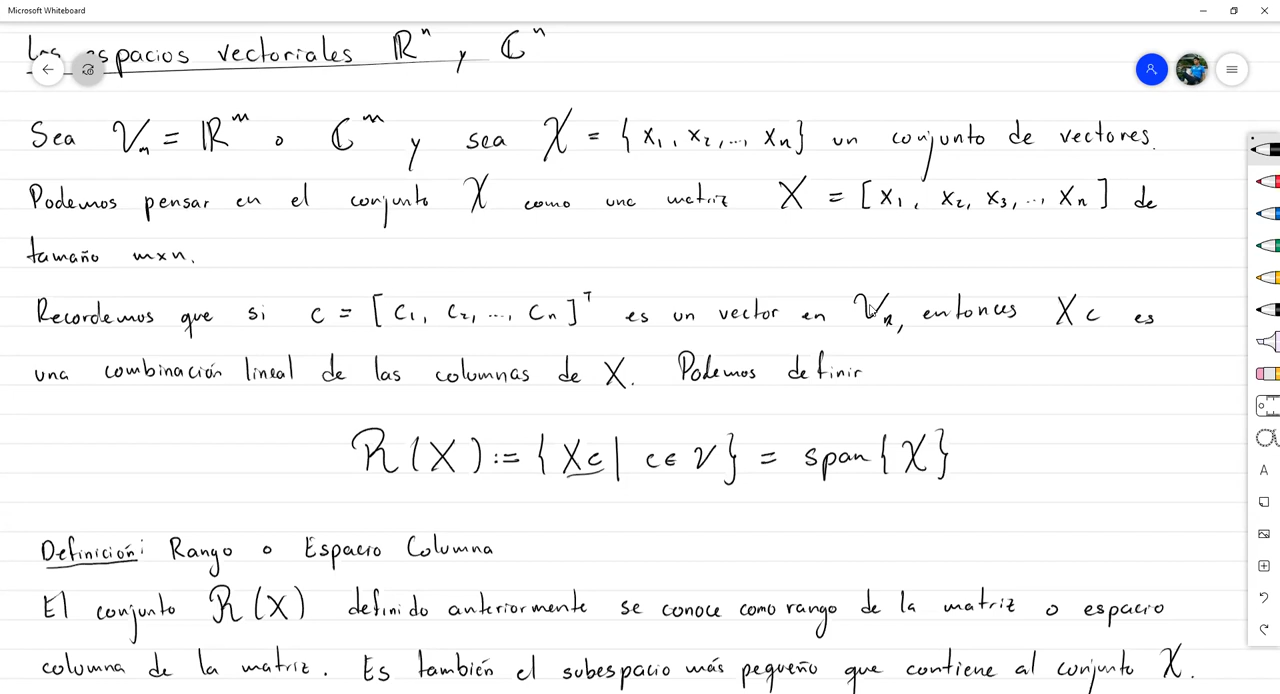 Microsoft Whiteboard
Los espacios vectoriales ℝⁿ y ℂⁿ
Sea 𝒱ₘ = ℝᵐ o ℂᵐ y sea 𝒳 = { x₁, x₂, ..., xₙ } un conjunto de vectores.
Podemos pensar en el conjunto 𝒳 como una matriz X = [ x₁, x₂, x₃, ..., xₙ ] de
tamaño m×n.
Recordemos que si c = [ c₁, c₂, ..., cₙ ]ᵀ es un vector en 𝒱ₙ, entonces Xc es
una combinación lineal de las columnas de X. Podemos definir
R(X) := { Xc | c ∈ 𝒱 } = span{ 𝒳 }
Definición: Rango o Espacio Columna
El conjunto R(X) definido anteriormente se conoce como rango de la matriz o espacio
columna de la matriz. Es también el subespacio más pequeño que contiene al conjunto 𝒳.